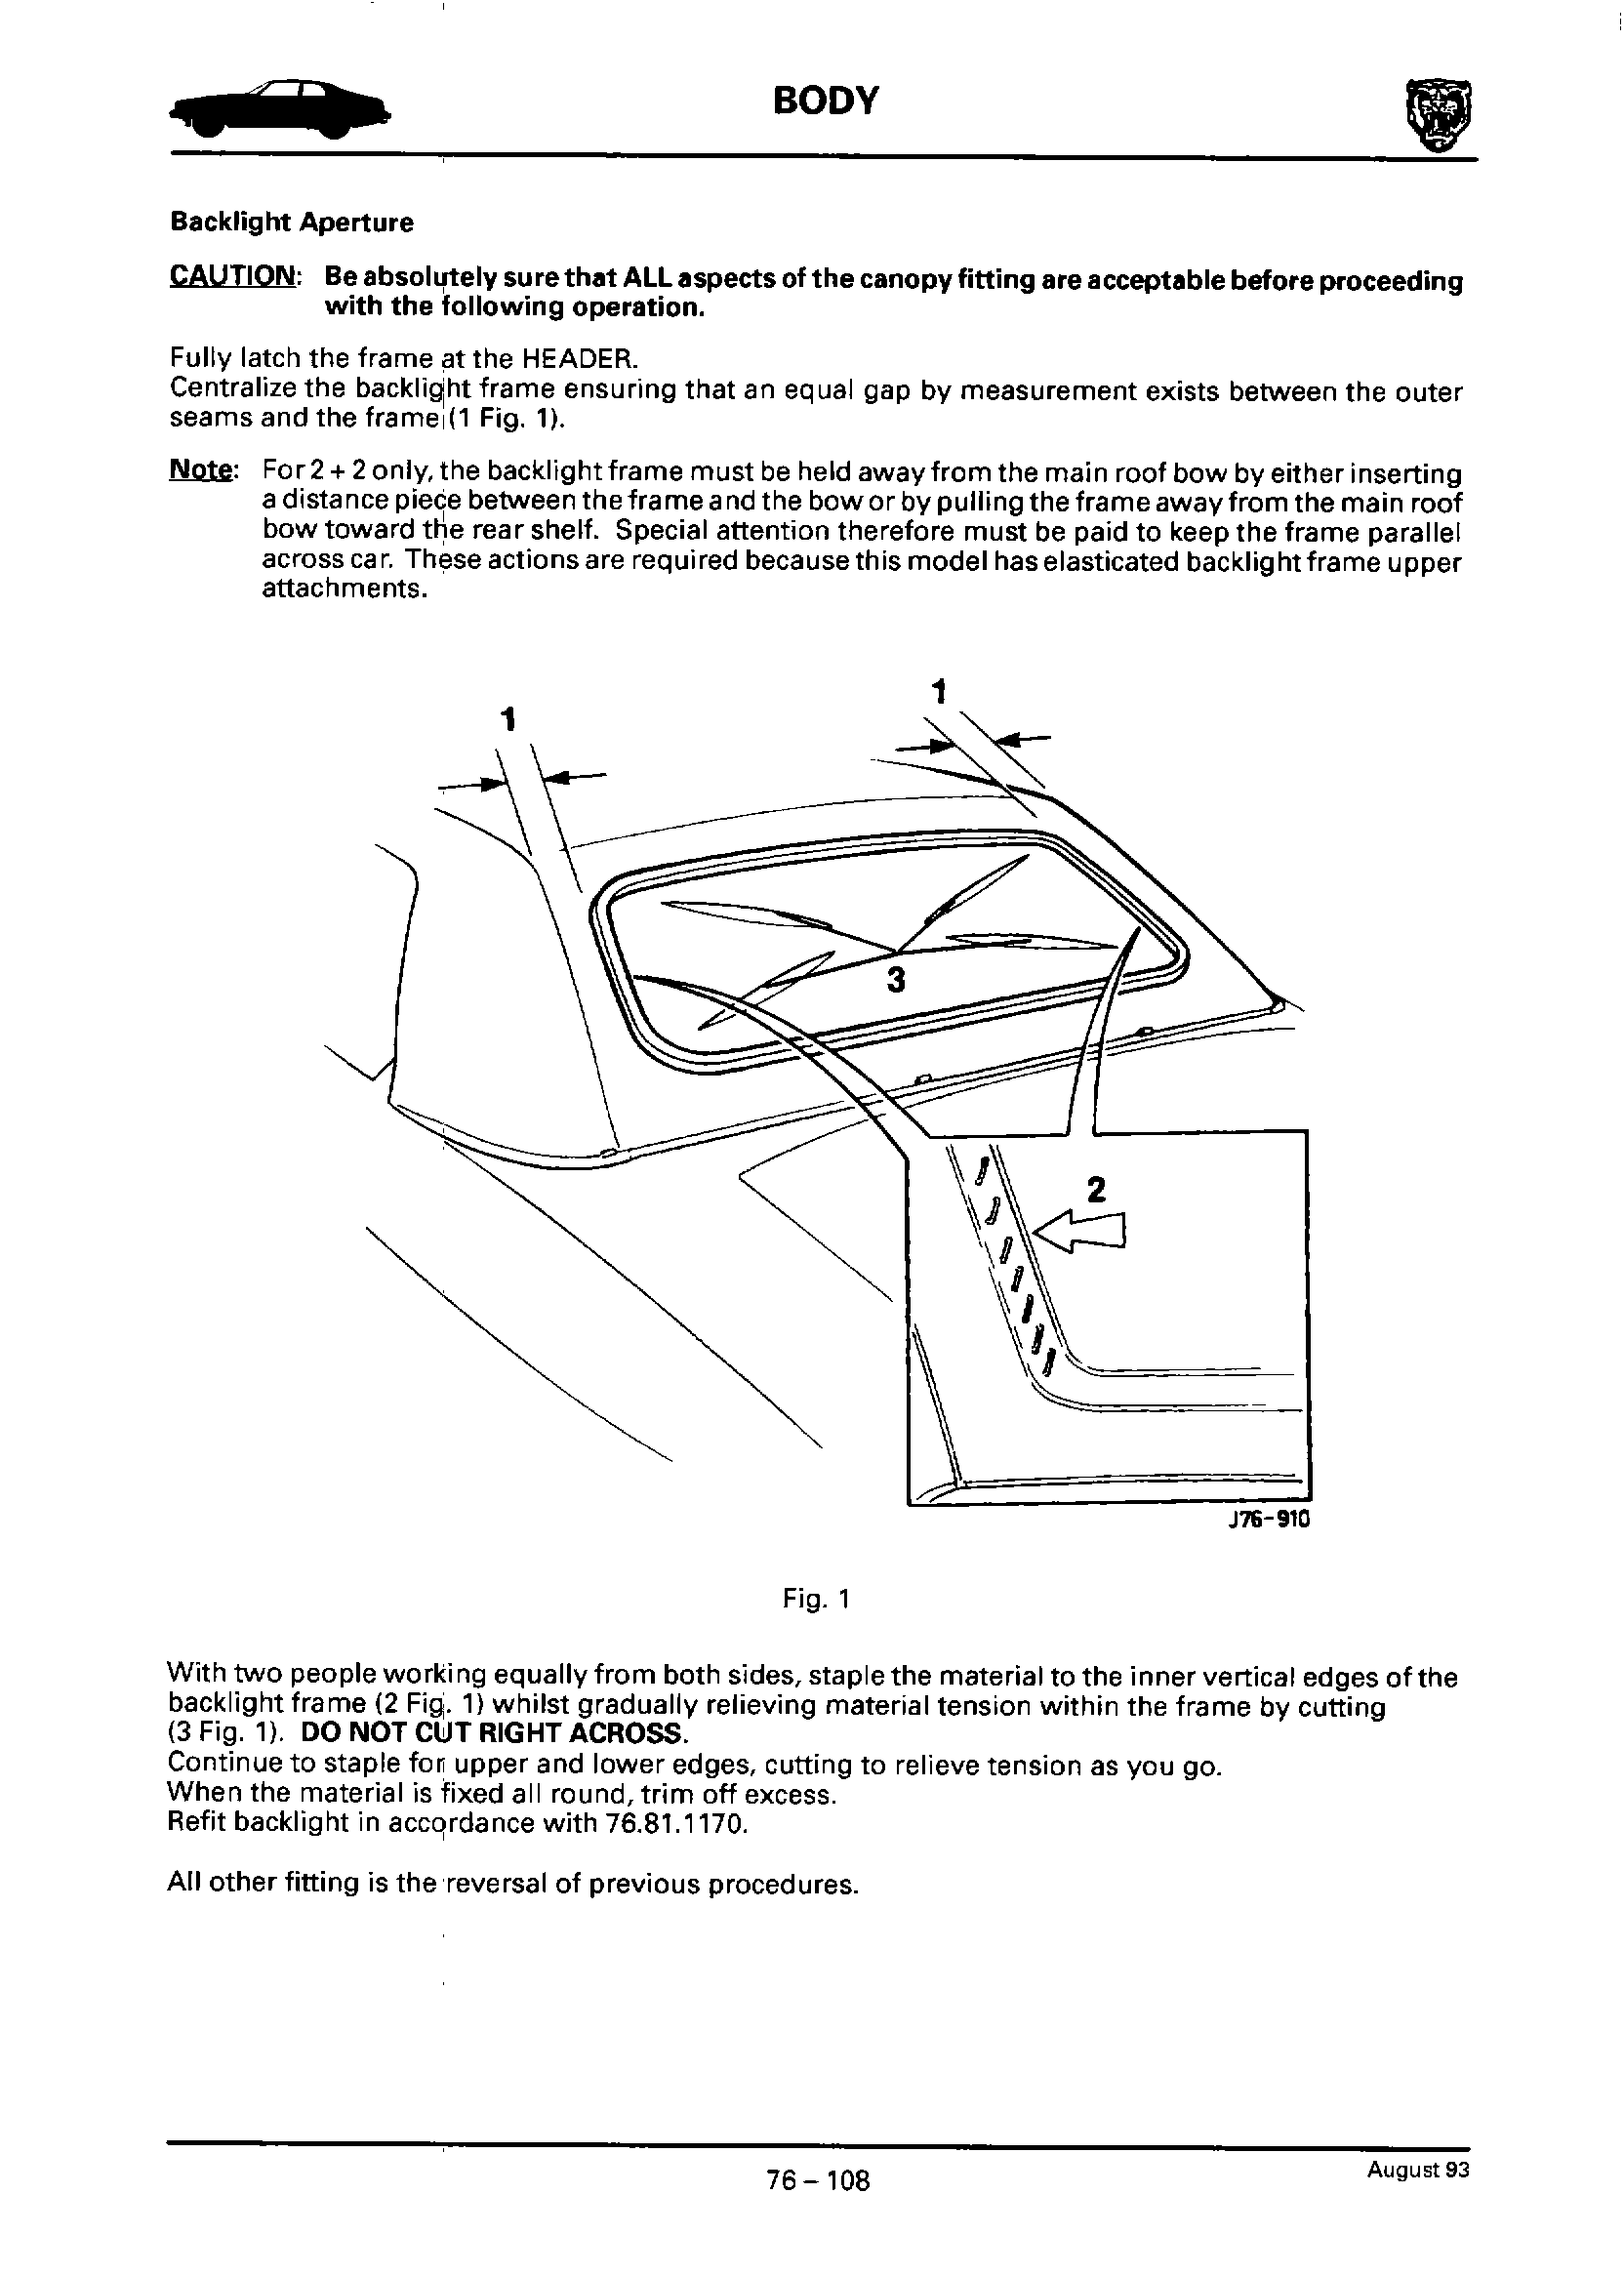 BODY
Backlight Aperture
CAUTION: Be absolutely sure that ALL aspects of the canopy fitting are acceptable before proceeding
with the following operation.
Fully latch the frame at the HEADER.
Centralize the backlight frame ensuring that an equal gap by measurement exists between the outer
seams and the frame (1 Fig. 1).
Note: For 2 + 2 only, the backlight frame must be held away from the main roof bow by either inserting
a distance piece between the frame and the bow or by pulling the frame away from the main roof
bow toward the rear shelf. Special attention therefore must be paid to keep the frame parallel
across car. These actions are required because this model has elasticated backlight frame upper
attachments.
1
1
3
2
J76-910
Fig. 1
With two people working equally from both sides, staple the material to the inner vertical edges of the
backlight frame (2 Fig. 1) whilst gradually relieving material tension within the frame by cutting
(3 Fig. 1). DO NOT CUT RIGHT ACROSS.
Continue to staple for upper and lower edges, cutting to relieve tension as you go.
When the material is fixed all round, trim off excess.
Refit backlight in accordance with 76.81.1170.
All other fitting is the reversal of previous procedures.
76 – 108
August 93